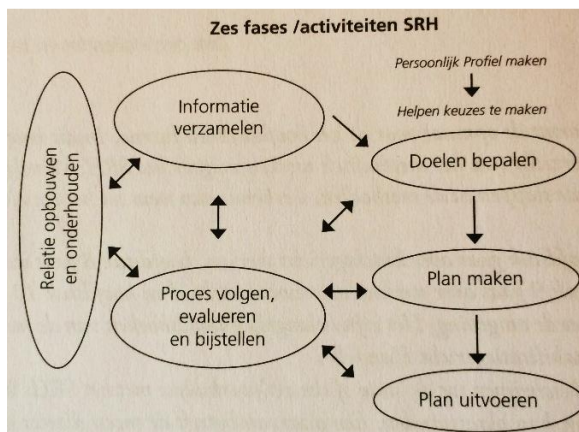 Zes fases /activiteiten SRH
Persoonlijk Profiel maken
Helpen keuzes te maken
Informatie
verzamelen
Doelen bepalen
Relatie opbouwen
en onderhouden
Proces volgen,
evalueren
en bijstellen
Plan maken
Plan uitvoeren